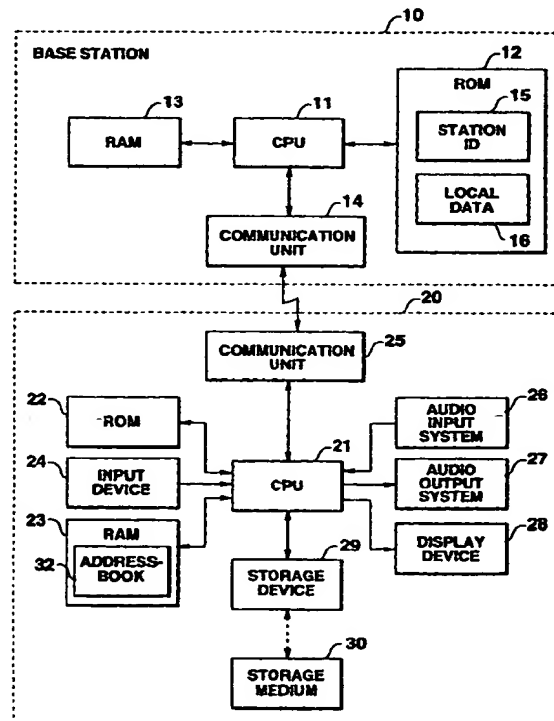 10
BASE STATION
12
ROM
13
11
15
RAM
CPU
STATION
ID
14
LOCAL
DATA
COMMUNICATION
UNIT
16
20
COMMUNICATION
UNIT
25
22
ROM
21
26
AUDIO
INPUT
SYSTEM
24
INPUT
DEVICE
CPU
27
AUDIO
OUTPUT
SYSTEM
23
RAM
32
ADDRESS-
BOOK
29
28
DISPLAY
DEVICE
STORAGE
DEVICE
30
STORAGE
MEDIUM